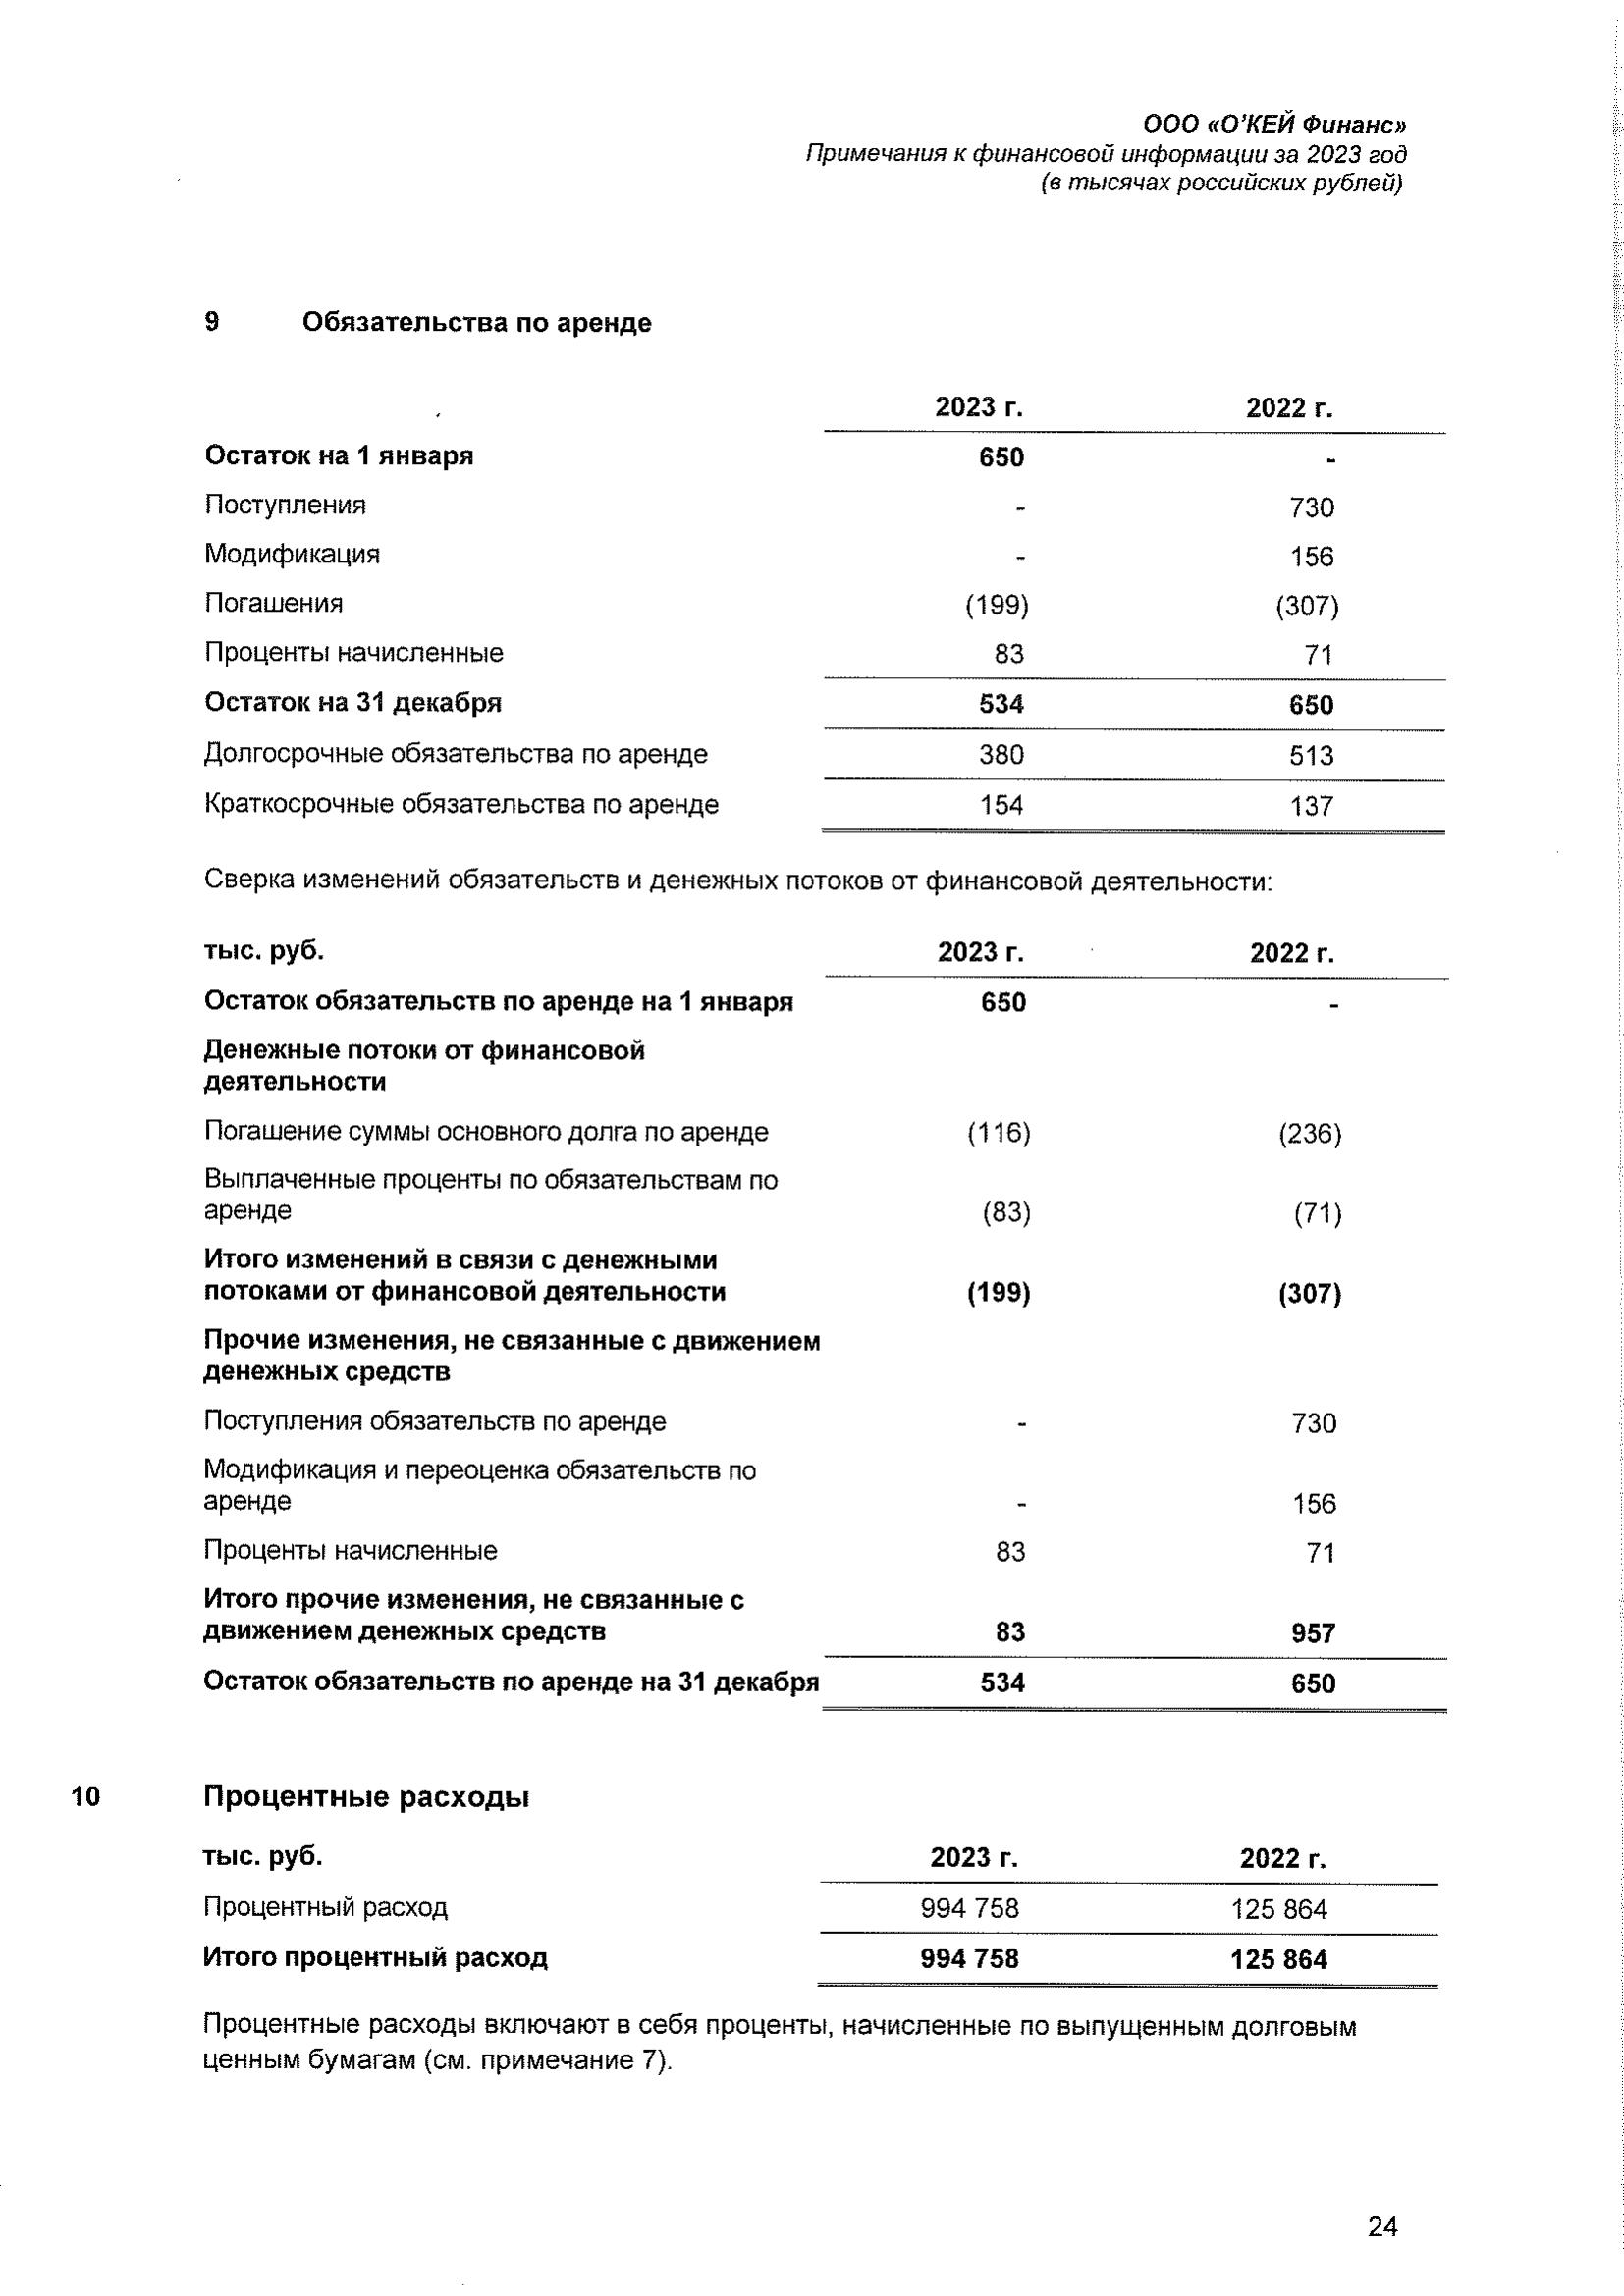 ООО «О’КЕЙ Финанс»
Примечания к финансовой информации за 2023 год
(в тысячах российских рублей)
9 Обязательства по аренде
2023 г. 2022 г.
Остаток на 1 января 650 -
Поступления - 730
Модификация - 156
Погашения (199) (307)
Проценты начисленные 83 71
Остаток на 31 декабря 534 650
Долгосрочные обязательства по аренде 380 513
Краткосрочные обязательства по аренде 154 137
Сверка изменений обязательств и денежных потоков от финансовой деятельности:
тыс. руб. 2023 г. 2022 г.
Остаток обязательств по аренде на 1 января 650 -
Денежные потоки от финансовой
деятельности
Погашение суммы основного долга по аренде (116) (236)
Выплаченные проценты по обязательствам по
аренде (83) (71)
Итого изменений в связи с денежными
потоками от финансовой деятельности (199) (307)
Прочие изменения, не связанные с движением
денежных средств
Поступления обязательств по аренде - 730
Модификация и переоценка обязательств по
аренде - 156
Проценты начисленные 83 71
Итого прочие изменения, не связанные с
движением денежных средств 83 957
Остаток обязательств по аренде на 31 декабря 534 650
10 Процентные расходы
тыс. руб. 2023 г. 2022 г.
Процентный расход 994 758 125 864
Итого процентный расход 994 758 125 864
Процентные расходы включают в себя проценты, начисленные по выпущенным долговым
ценным бумагам (см. примечание 7).
24